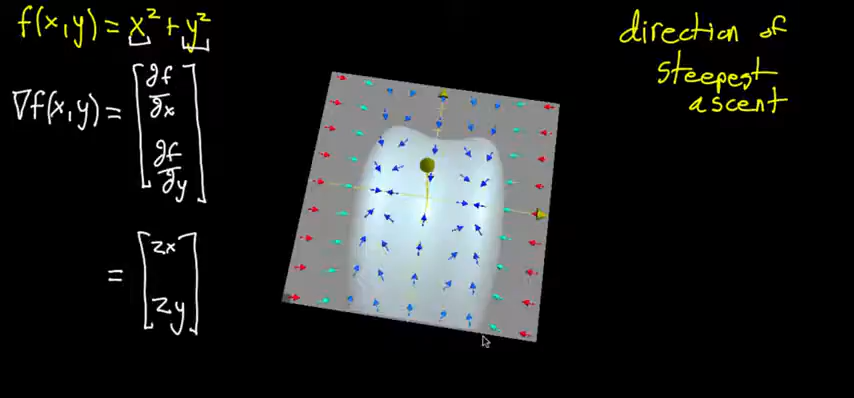 f(x,y) = x² + y²
∇f(x,y) = [∂f/∂x
∂f/∂y]
= [2x
2y]
direction of
steepest
ascent